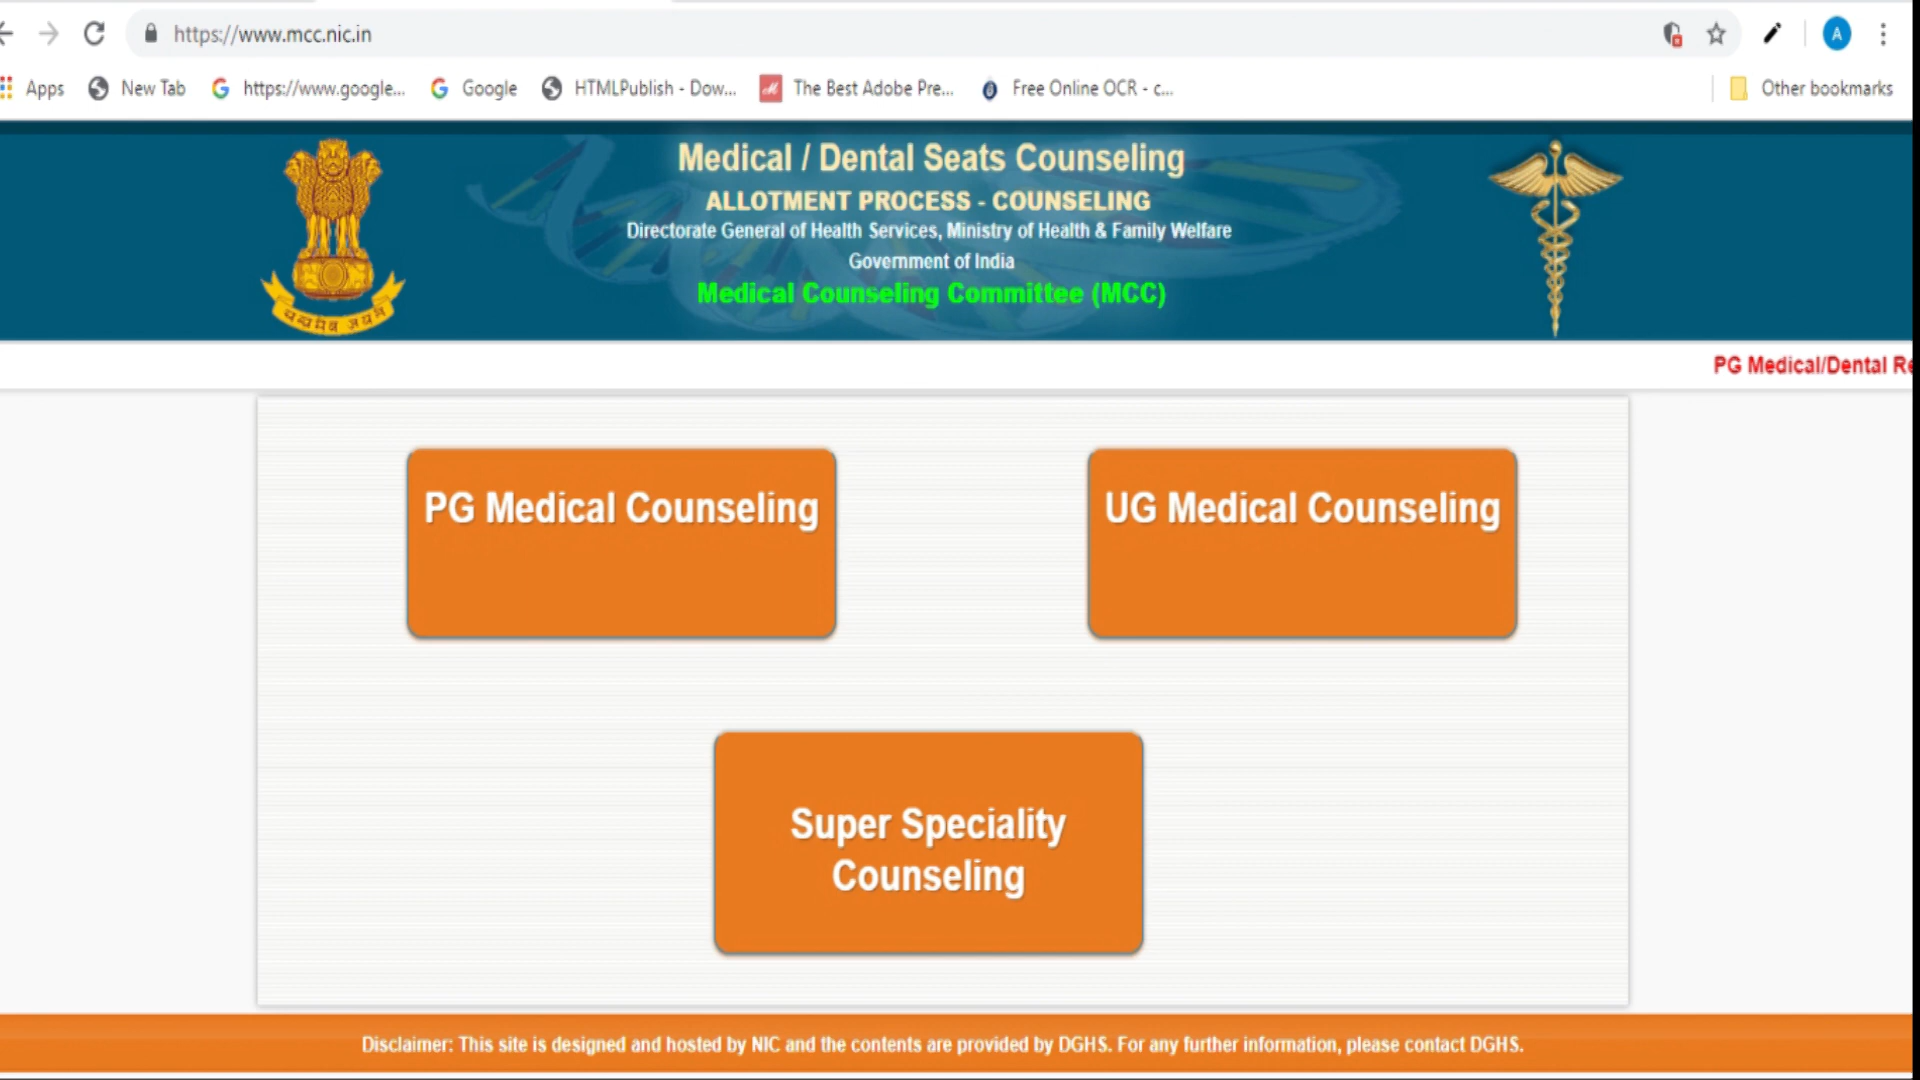 https://www.mcc.nic.in
A
Apps
New Tab
https://www.google...
Google
HTMLPublish - Dow...
The Best Adobe Pre...
Free Online OCR - c...
Other bookmarks
Medical / Dental Seats Counseling
ALLOTMENT PROCESS - COUNSELING
Directorate General of Health Services, Ministry of Health & Family Welfare
Government of India
Medical Counseling Committee (MCC)
सत्यमेव जयते
PG Medical/Dental Re
PG Medical Counseling
UG Medical Counseling
Super Speciality
Counseling
Disclaimer: This site is designed and hosted by NIC and the contents are provided by DGHS. For any further information, please contact DGHS.